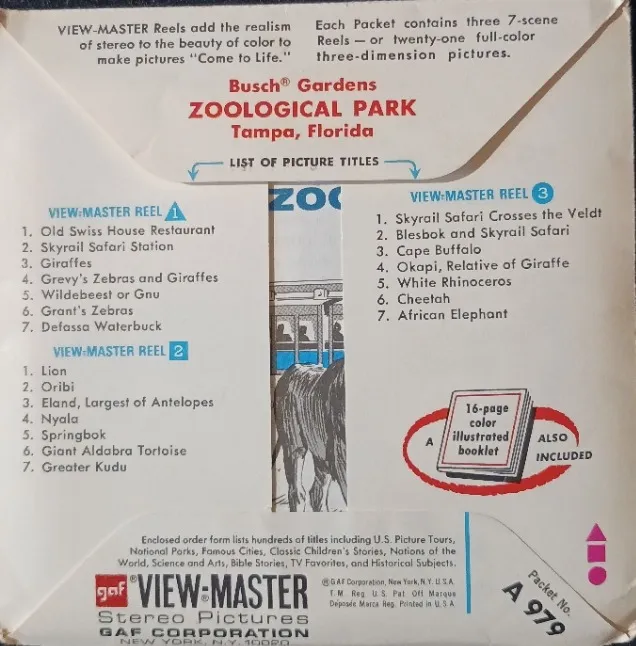 VIEW-MASTER Reels add the realism
of stereo to the beauty of color to
make pictures "Come to Life."
Each Packet contains three 7-scene
Reels — or twenty-one full-color
three-dimension pictures.
Busch® Gardens
ZOOLOGICAL PARK
Tampa, Florida
LIST OF PICTURE TITLES
VIEW-MASTER REEL 1
1. Old Swiss House Restaurant
2. Skyrail Safari Station
3. Giraffes
4. Grevy's Zebras and Giraffes
5. Wildebeest or Gnu
6. Grant's Zebras
7. Defassa Waterbuck
VIEW-MASTER REEL 2
1. Lion
2. Oribi
3. Eland, Largest of Antelopes
4. Nyala
5. Springbok
6. Giant Aldabra Tortoise
7. Greater Kudu
ZOO
VIEW-MASTER REEL 3
1. Skyrail Safari Crosses the Veldt
2. Blesbok and Skyrail Safari
3. Cape Buffalo
4. Okapi, Relative of Giraffe
5. White Rhinoceros
6. Cheetah
7. African Elephant
A
16-page
color
illustrated
booklet
ALSO
INCLUDED
Enclosed order form lists hundreds of titles including U.S. Picture Tours,
National Parks, Famous Cities, Classic Children's Stories, Nations of the
World, Science and Arts, Bible Stories, TV Favorites, and Historical Subjects.
gaf ®VIEW-MASTER
Stereo Pictures
GAF CORPORATION
NEW YORK, N.Y. 10020
©GAF Corporation, New York, N.Y. U.S.A.
T.M. Reg. U.S. Pat. Off. Marque
Déposée Marca Reg. Printed in U.S.A.
Packet No.
A 979